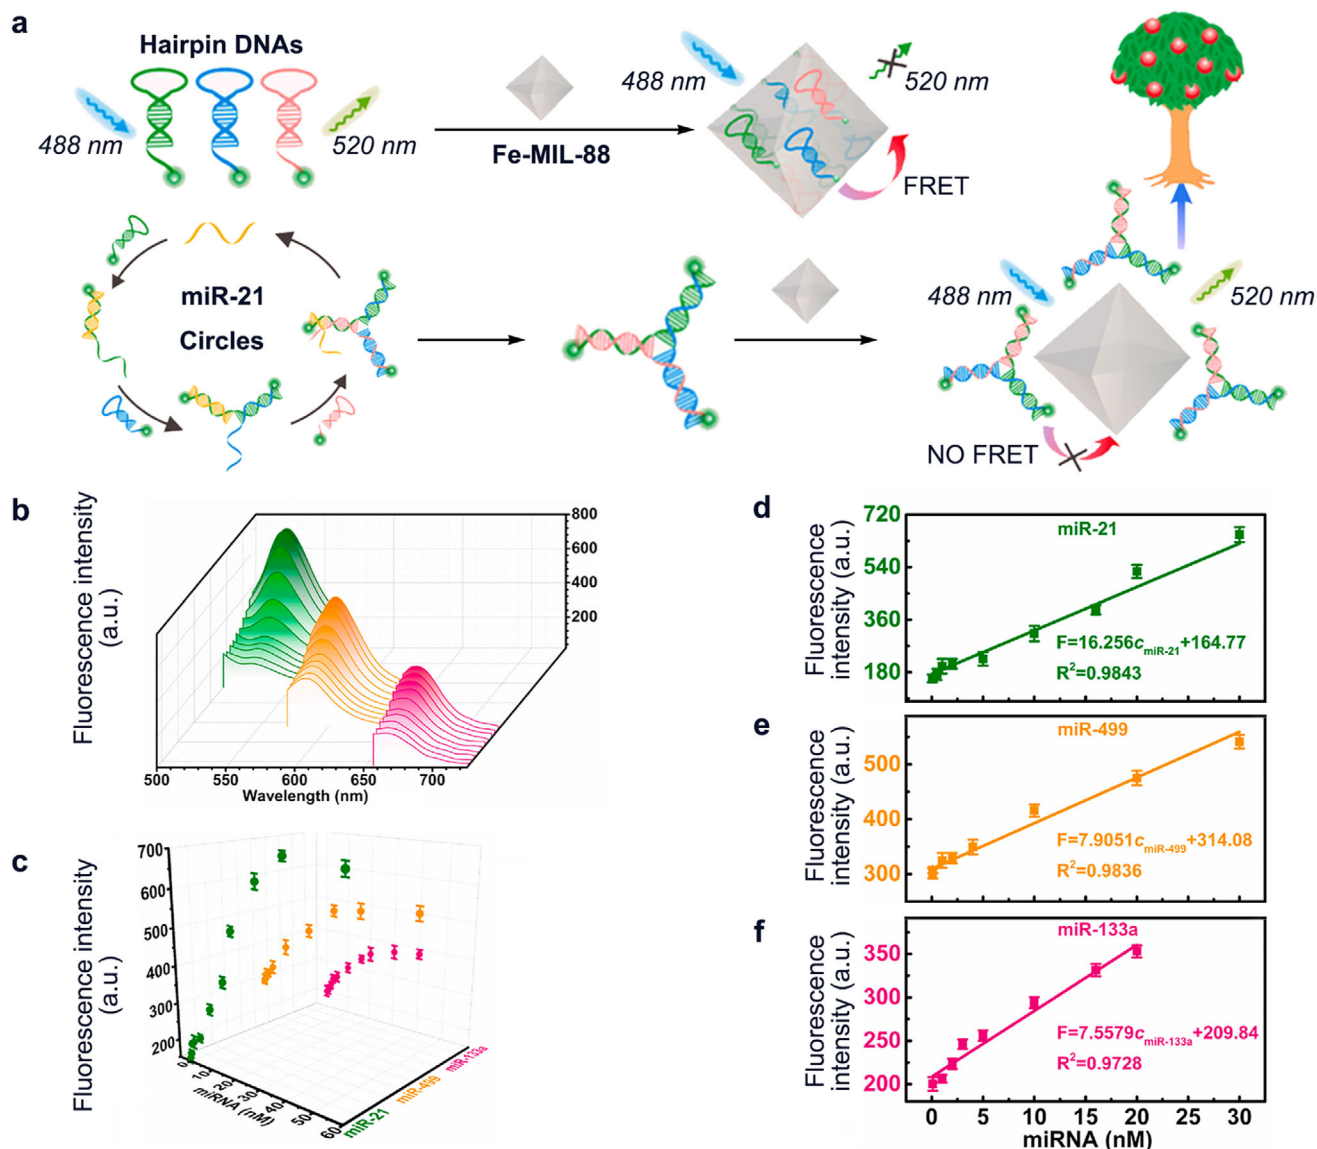 a
Hairpin DNAs
488 nm
520 nm
Fe-MIL-88
488 nm
520 nm
FRET
miR-21
Circles
488 nm
520 nm
NO FRET
b
Fluorescence intensity
(a.u.)
800
600
400
200
500 550 600 650 700
Wavelength (nm)
c
Fluorescence intensity
(a.u.)
700
600
500
400
300
200
0 10 20 30 40 50 60
miRNA (nM)
miR-21
miR-499
miR-133a
d
Fluorescence
intensity (a.u.)
720
540
360
180
miR-21
F=16.256cmiR-21+164.77
R²=0.9843
e
Fluorescence
intensity (a.u.)
500
400
300
miR-499
F=7.9051cmiR-499+314.08
R²=0.9836
f
Fluorescence
intensity (a.u.)
350
300
250
200
miR-133a
F=7.5579cmiR-133a+209.84
R²=0.9728
0 5 10 15 20 25 30
miRNA (nM)